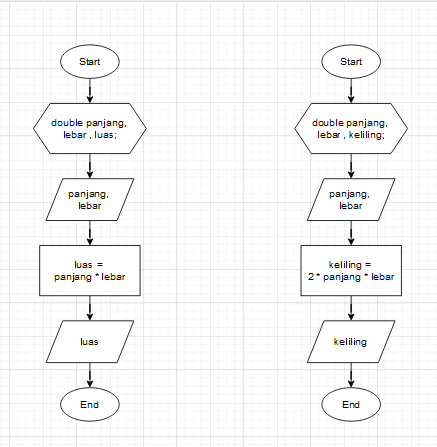 Start
double panjang,
lebar , luas;
panjang,
lebar
luas =
panjang * lebar
luas
End
Start
double panjang,
lebar , keliling;
panjang,
lebar
keliling =
2 * panjang * lebar
keliling
End